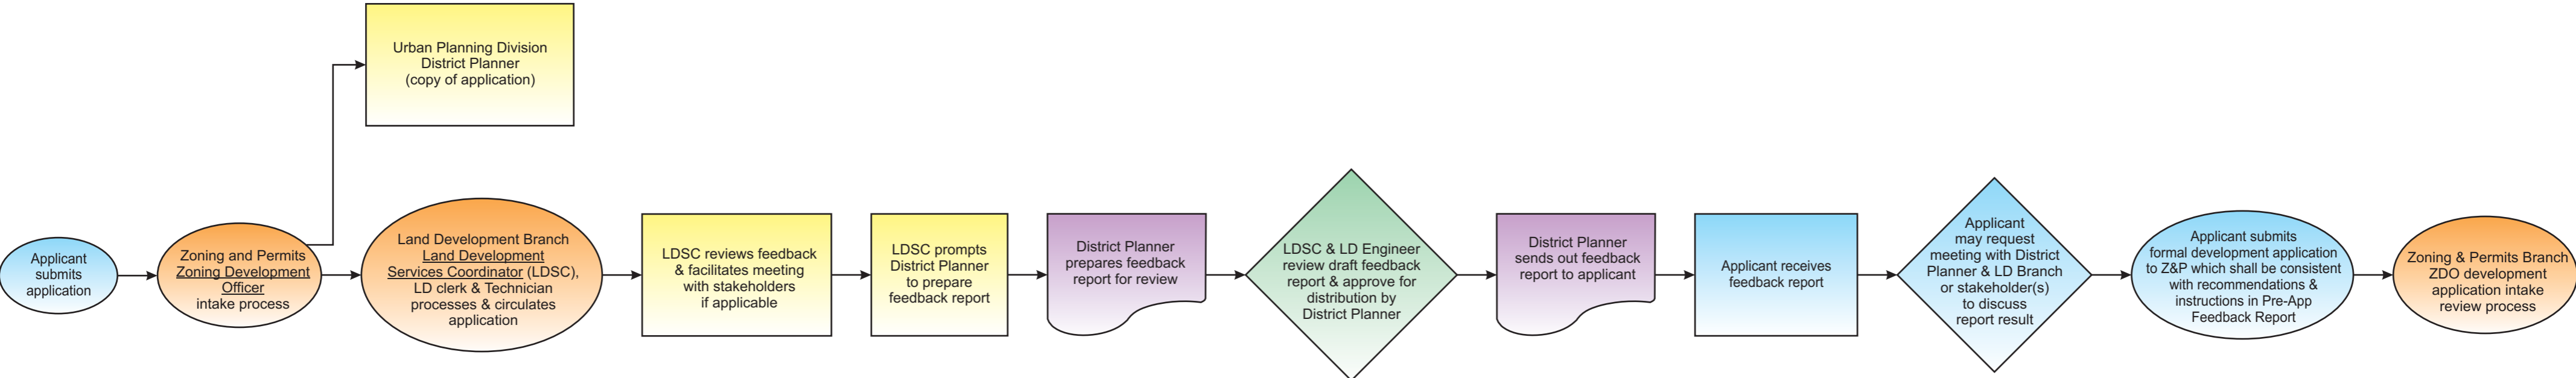 Urban Planning Division
District Planner
(copy of application)
Applicant
submits
application
Zoning and Permits
Zoning Development
Officer
intake process
Land Development Branch
Land Development
Services Coordinator (LDSC),
LD clerk & Technician
processes & circulates
application
LDSC reviews feedback
& facilitates meeting
with stakeholders
if applicable
LDSC prompts
District Planner
to prepare
feedback report
District Planner
prepares feedback
report for review
LDSC & LD Engineer
review draft feedback
report & approve for
distribution by
District Planner
District Planner
sends out feedback
report to applicant
Applicant receives
feedback report
Applicant
may request
meeting with District
Planner & LD Branch
or stakeholder(s)
to discuss
report result
Applicant submits
formal development application
to Z&P which shall be consistent
with recommendations &
instructions in Pre-App
Feedback Report
Zoning & Permits Branch
ZDO development
application intake
review process